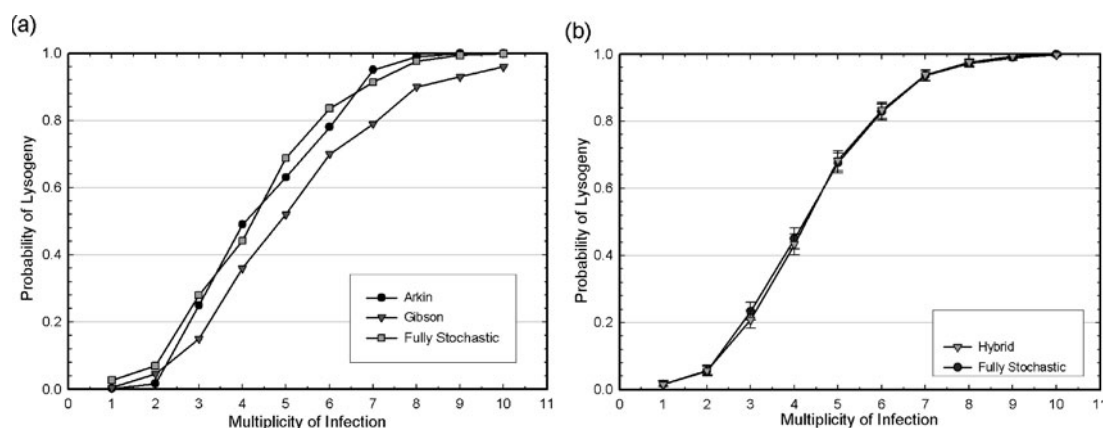 (a)
1.0
0.8
0.6
0.4
0.2
0.0
Probability of Lysogeny
Arkin
Gibson
Fully Stochastic
0 1 2 3 4 5 6 7 8 9 10 11
Multiplicity of Infection
(b)
1.0
0.8
0.6
0.4
0.2
0.0
Probability of Lysogeny
Hybrid
Fully Stochastic
0 1 2 3 4 5 6 7 8 9 10 11
Multiplicity of Infection